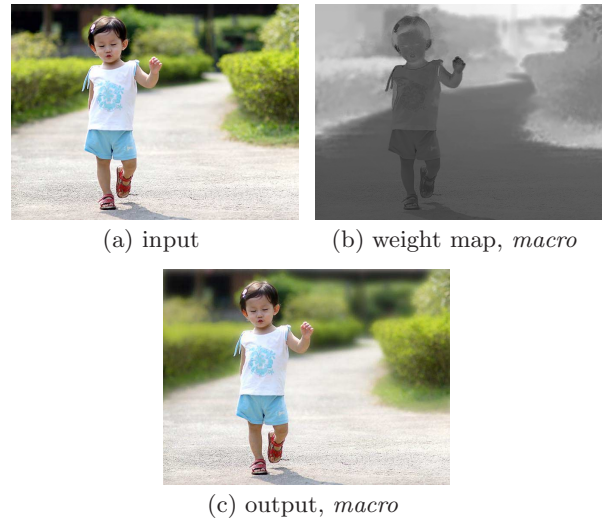 (a) input
(b) weight map, macro
(c) output, macro